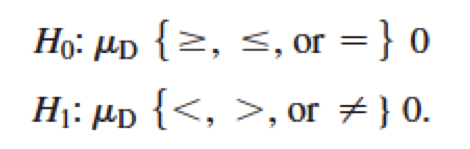 H₀: μD {≥, ≤, or =} 0
H₁: μD {<, >, or ≠} 0.